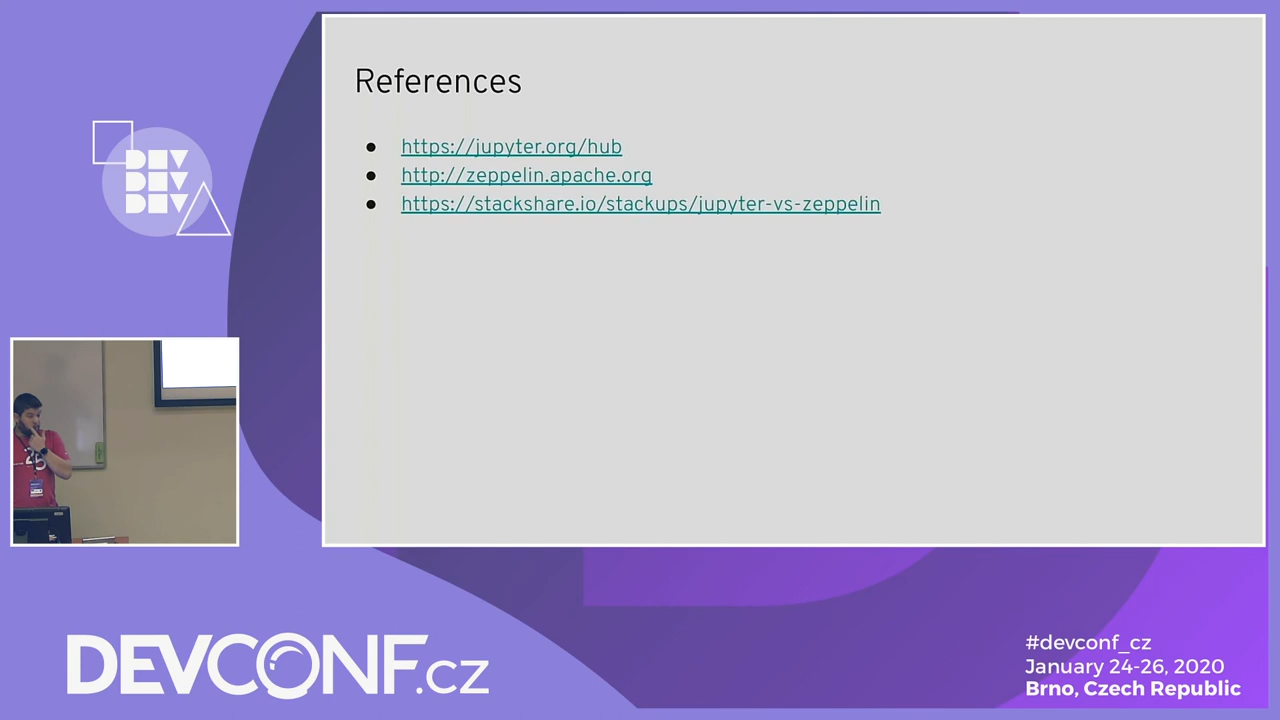 References
https://jupyter.org/hub
http://zeppelin.apache.org
https://stackshare.io/stackups/jupyter-vs-zeppelin
DEV
DEV
DEV
DEVCONF.cz
#devconf_cz
January 24-26, 2020
Brno, Czech Republic